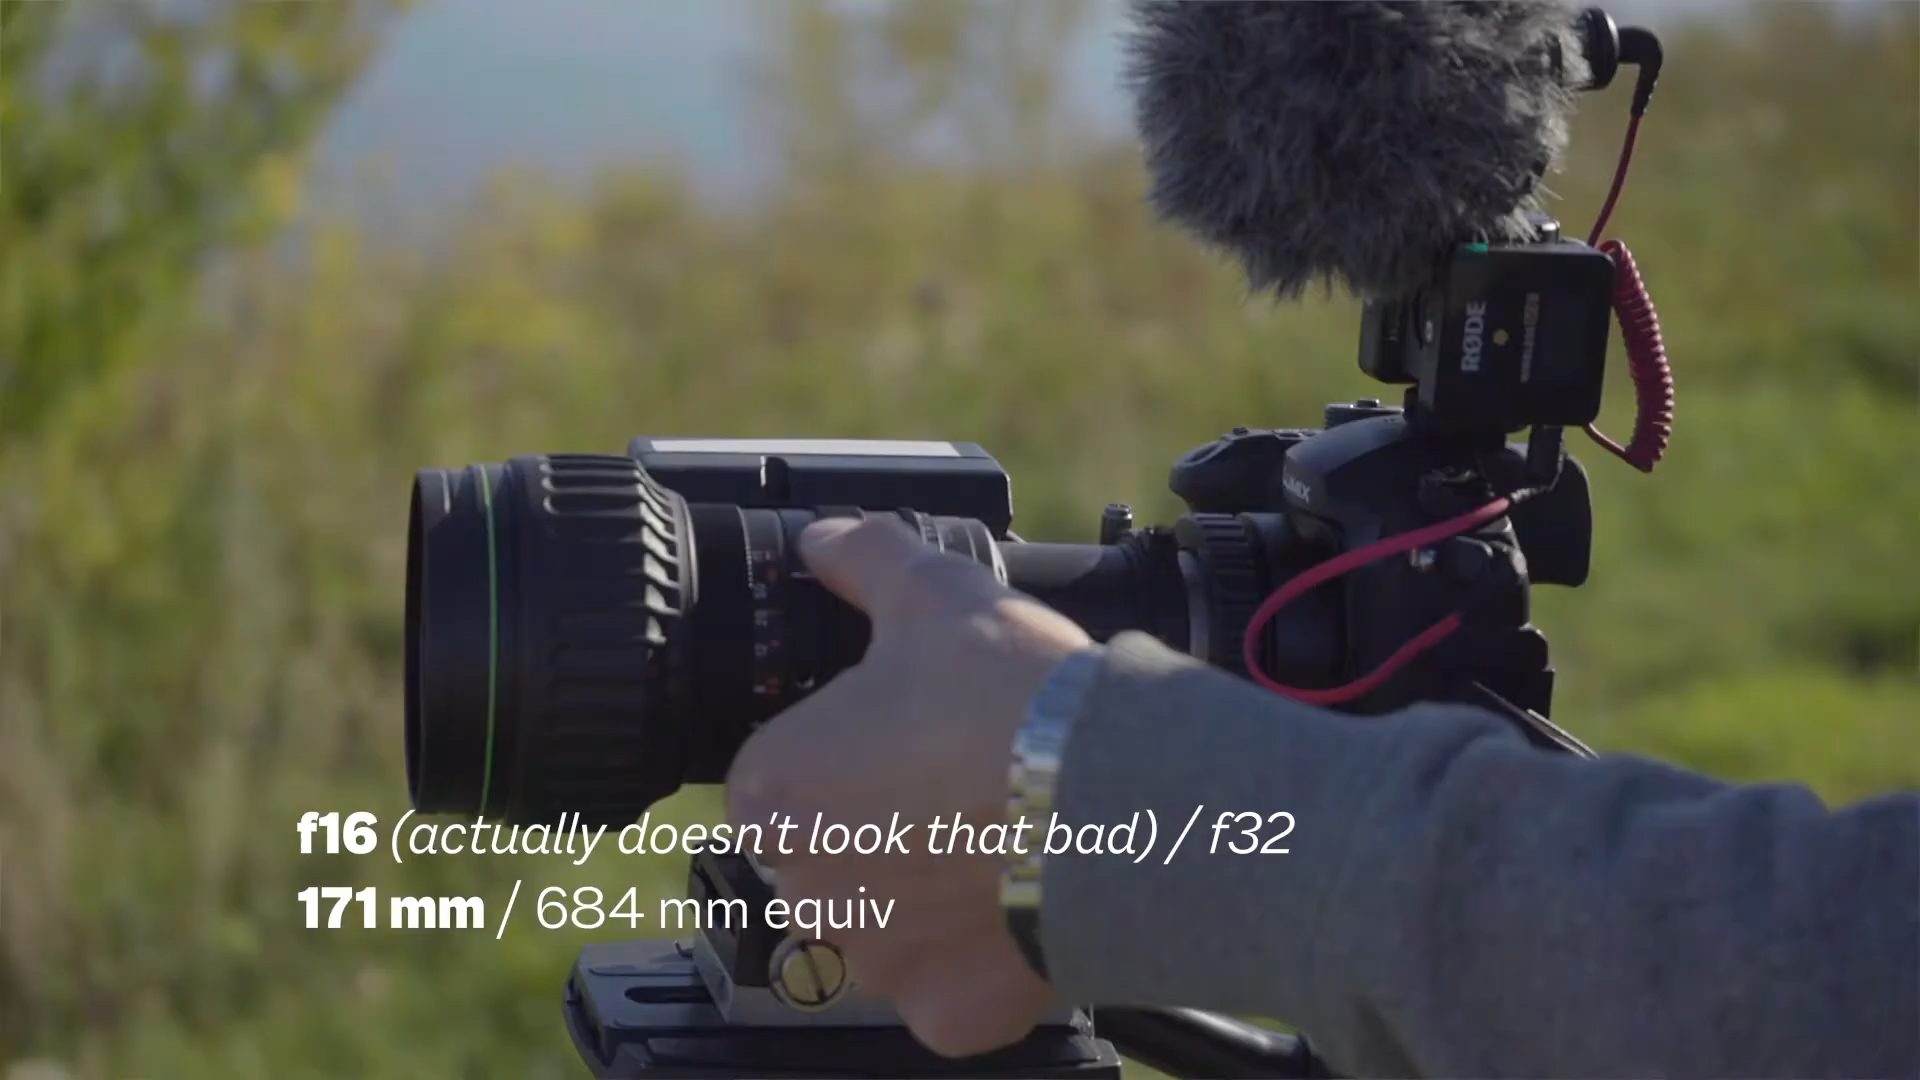 RØDE
f16 (actually doesn't look that bad) / f32
171 mm / 684 mm equiv